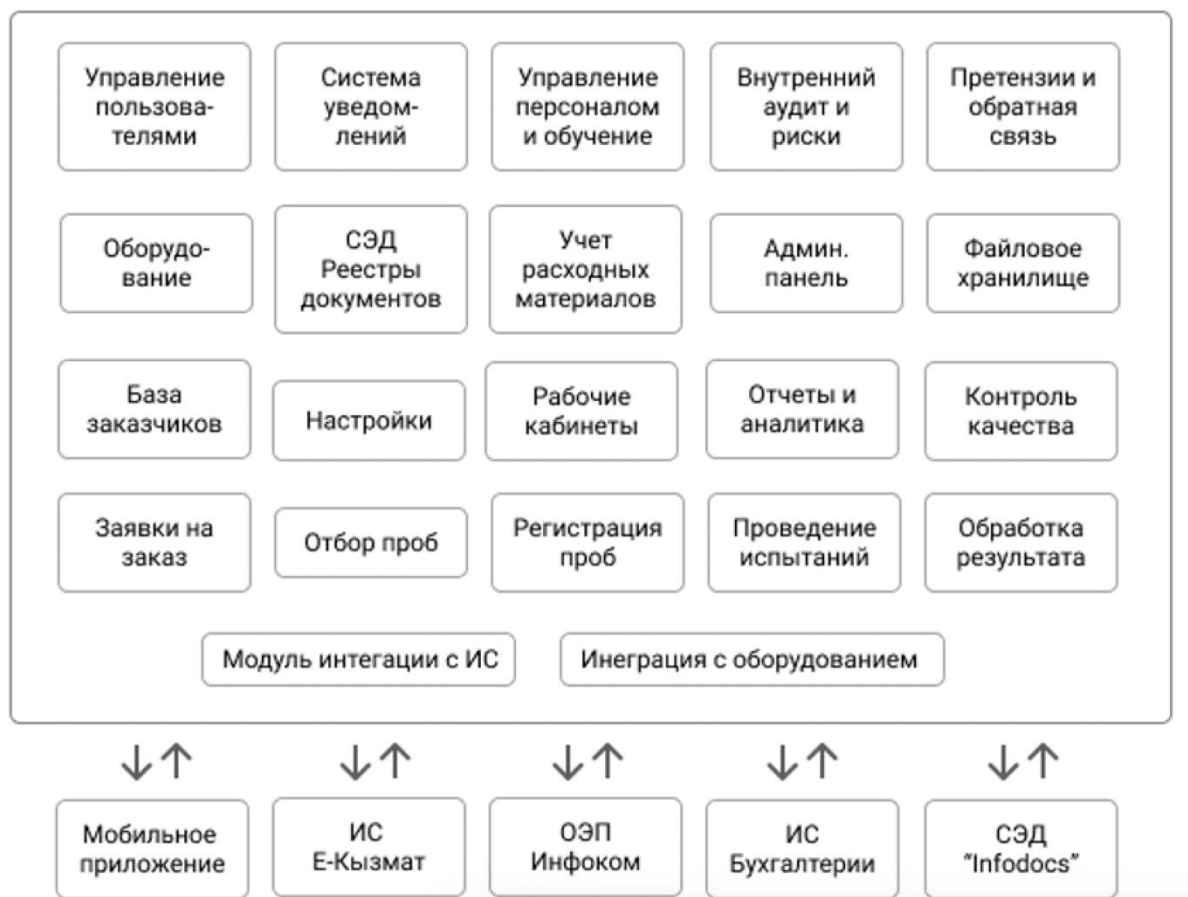 Управление
пользова-
телями
Система
уведом-
лений
Управление
персоналом
и обучение
Внутренний
аудит и
риски
Претензии и
обратная
связь
Оборудо-
вание
СЭД
Реестры
документов
Учет
расходных
материалов
Админ.
панель
Файловое
хранилище
База
заказчиков
Настройки
Рабочие
кабинеты
Отчеты и
аналитика
Контроль
качества
Заявки на
заказ
Отбор проб
Регистрация
проб
Проведение
испытаний
Обработка
результата
Модуль интегации с ИС
Инеграция с оборудованием
Мобильное
приложение
ИС
Е-Кызмат
ОЭП
Инфоком
ИС
Бухгалтерии
СЭД
“Infodocs”